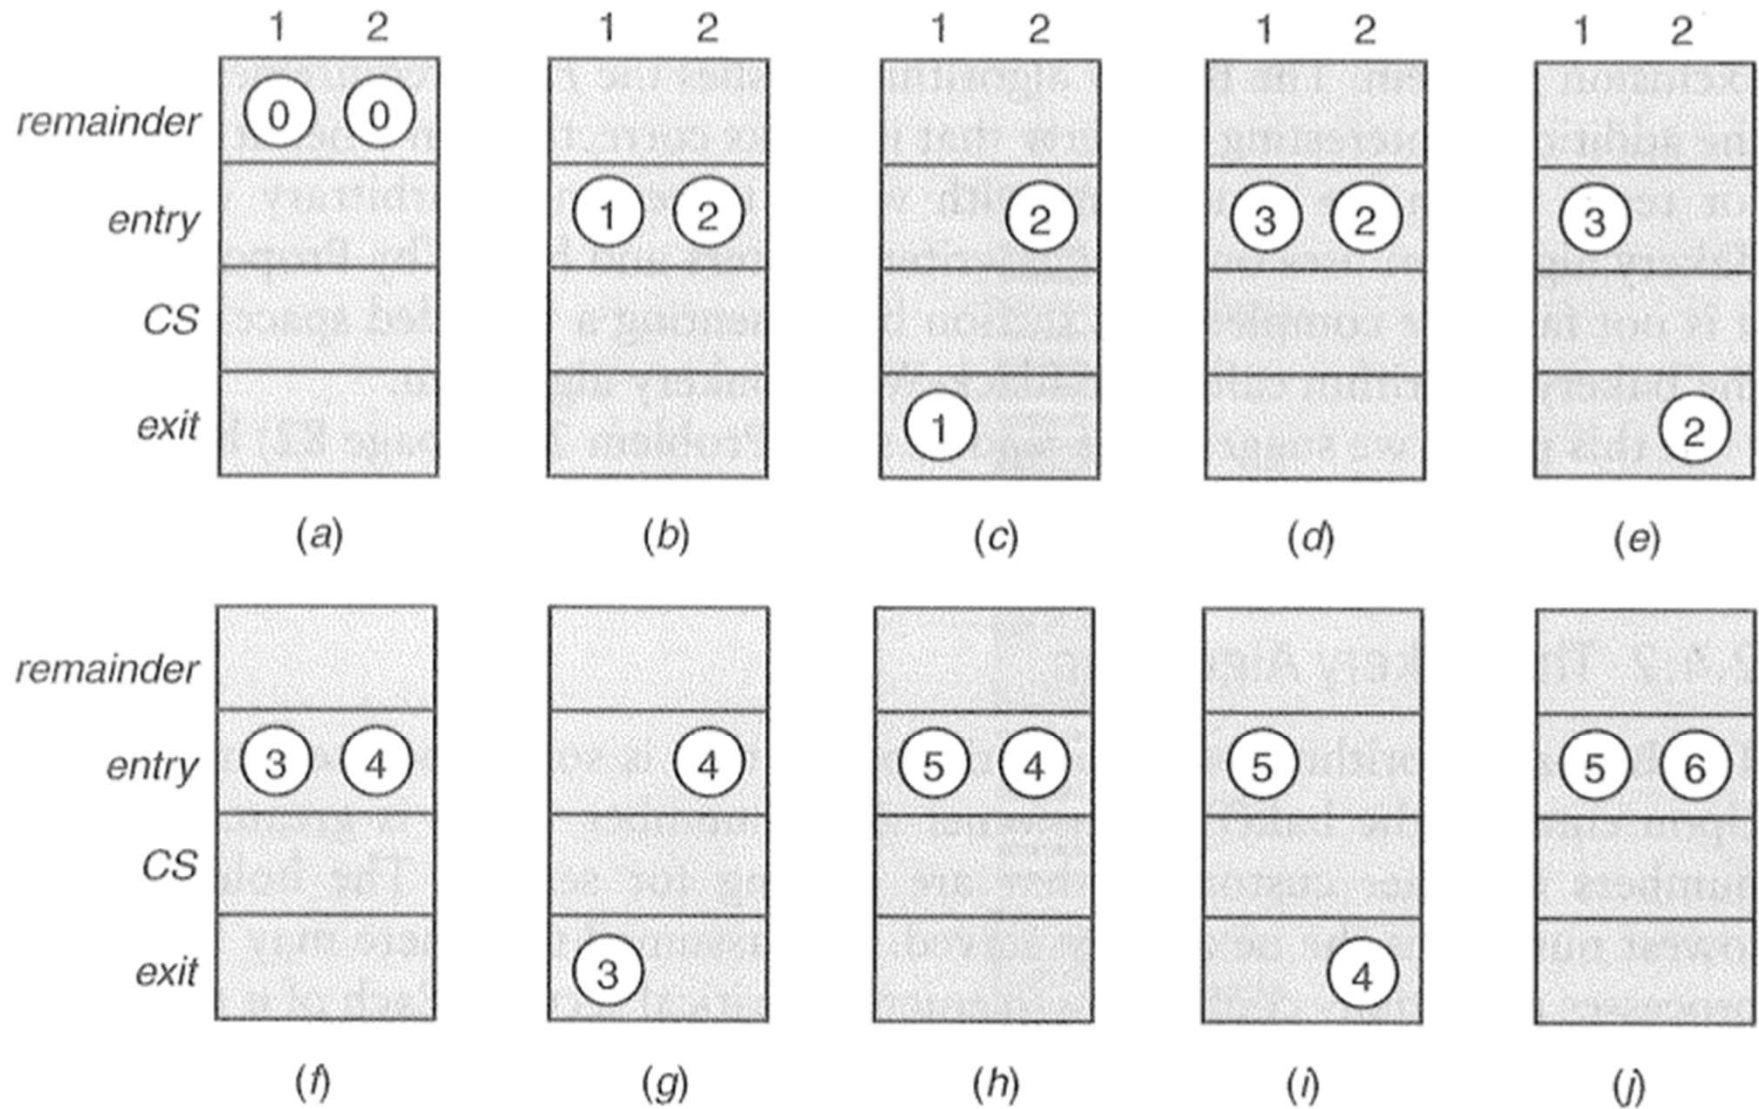 1 2 1 2 1 2 1 2 1 2
remainder 0 0
entry 1 2 2 3 2 3
CS
exit 1 2
(a) (b) (c) (d) (e)
remainder
entry 3 4 4 5 4 5 5 6
CS
exit 3 4
(f) (g) (h) (i) (j)